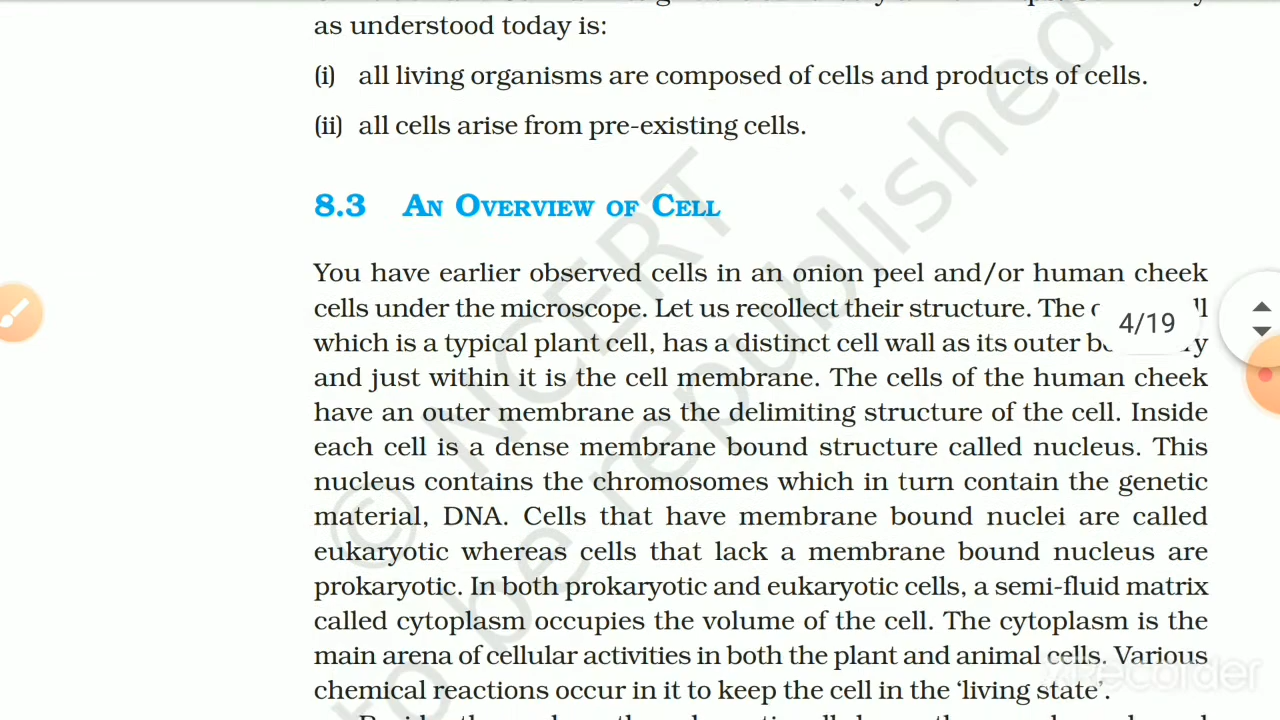 as understood today is:
(i) all living organisms are composed of cells and products of cells.
(ii) all cells arise from pre-existing cells.
8.3 AN OVERVIEW OF CELL
You have earlier observed cells in an onion peel and/or human cheek
cells under the microscope. Let us recollect their structure. The
4/19
which is a typical plant cell, has a distinct cell wall as its outer
and just within it is the cell membrane. The cells of the human cheek
have an outer membrane as the delimiting structure of the cell. Inside
each cell is a dense membrane bound structure called nucleus. This
nucleus contains the chromosomes which in turn contain the genetic
material, DNA. Cells that have membrane bound nuclei are called
eukaryotic whereas cells that lack a membrane bound nucleus are
prokaryotic. In both prokaryotic and eukaryotic cells, a semi-fluid matrix
called cytoplasm occupies the volume of the cell. The cytoplasm is the
main arena of cellular activities in both the plant and animal cells. Various
chemical reactions occur in it to keep the cell in the ‘living state’.
© NCERT
to be republished
Recorder